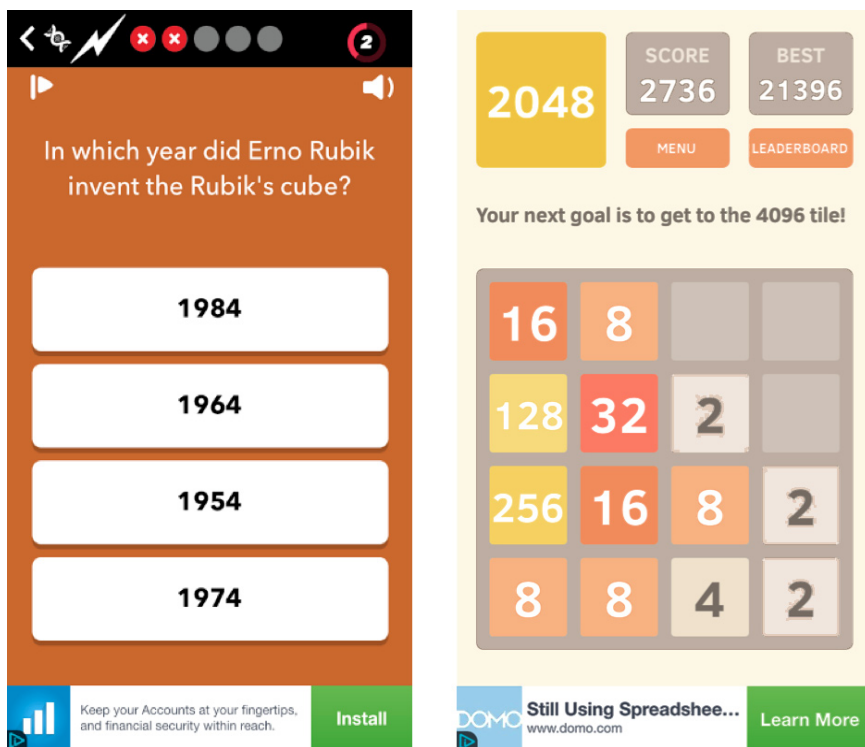 2
In which year did Erno Rubik
invent the Rubik's cube?
1984
1964
1954
1974
Keep your Accounts at your fingertips,
and financial security within reach.
Install
2048
SCORE
2736
BEST
21396
MENU
LEADERBOARD
Your next goal is to get to the 4096 tile!
16 8
128 32 2
256 16 8 2
8 8 4 2
DOMO
Still Using Spreadshee...
www.domo.com
Learn More